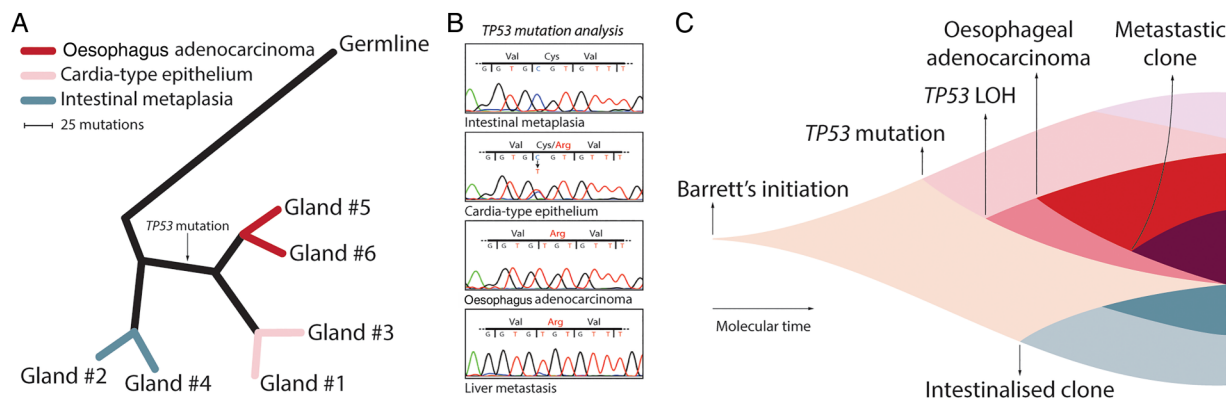 A
Germline
Oesophagus adenocarcinoma
Cardia-type epithelium
Intestinal metaplasia
25 mutations
TP53 mutation
Gland #5
Gland #6
Gland #3
Gland #2
Gland #4
Gland #1
B
TP53 mutation analysis
Val Cys Val
G G T G C G T G T T T
Intestinal metaplasia
Val Cys/Arg Val
G G T G C G T G T T T
T
Cardia-type epithelium
Val Arg Val
G G T G T G T G T T T
Oesophagus adenocarcinoma
Val Arg Val
G G T G T G T G T T T
Liver metastasis
C
Oesophageal
adenocarcinoma
Metastastic
clone
TP53 LOH
TP53 mutation
Barrett's initiation
Molecular time
Intestinalised clone